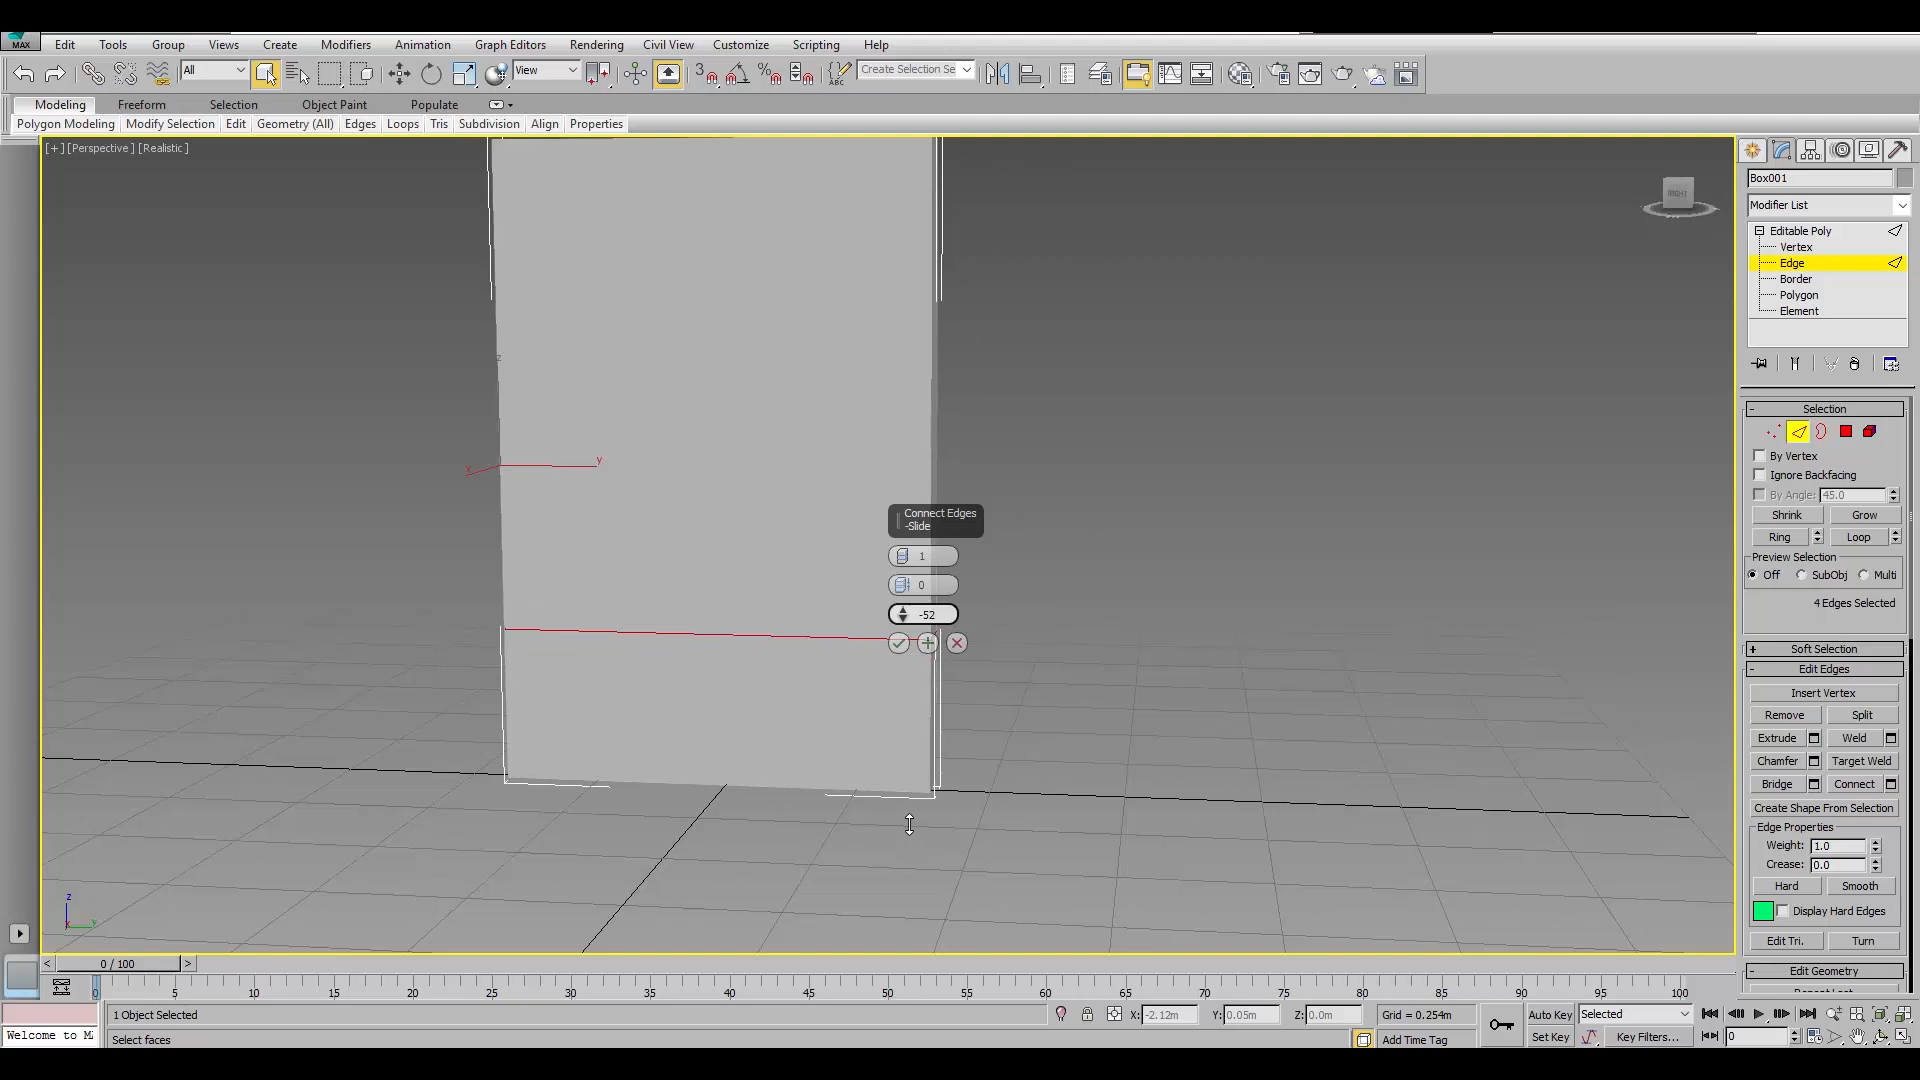 MAX
Edit Tools Group Views Create Modifiers Animation Graph Editors Rendering Civil View Customize Scripting Help
All
View
3
%
ABC
Create Selection Se
Modeling Freeform Selection Object Paint Populate
Polygon Modeling Modify Selection Edit Geometry (All) Edges Loops Tris Subdivision Align Properties
[+] [Perspective] [Realistic]
RIGHT
Box001
Modifier List
Editable Poly
Vertex
Edge
Border
Polygon
Element
z
x
y
Connect Edges
-Slide
1
0
-52
- Selection
By Vertex
Ignore Backfacing
By Angle: 45.0
Shrink Grow
Ring Loop
Preview Selection
Off SubObj Multi
4 Edges Selected
+ Soft Selection
- Edit Edges
Insert Vertex
Remove Split
Extrude Weld
Chamfer Target Weld
Bridge Connect
Create Shape From Selection
Edge Properties
Weight: 1.0
Crease: 0.0
Hard Smooth
Display Hard Edges
Edit Tri. Turn
- Edit Geometry
z
x y
< 0 / 100 >
0 5 10 15 20 25 30 35 40 45 50 55 60 65 70 75 80 85 90 95 100
1 Object Selected X: -2.12m Y: 0.05m Z: 0.0m Grid = 0.254m Auto Key Selected
Welcome to M
Select faces Add Time Tag Set Key Key Filters... 0